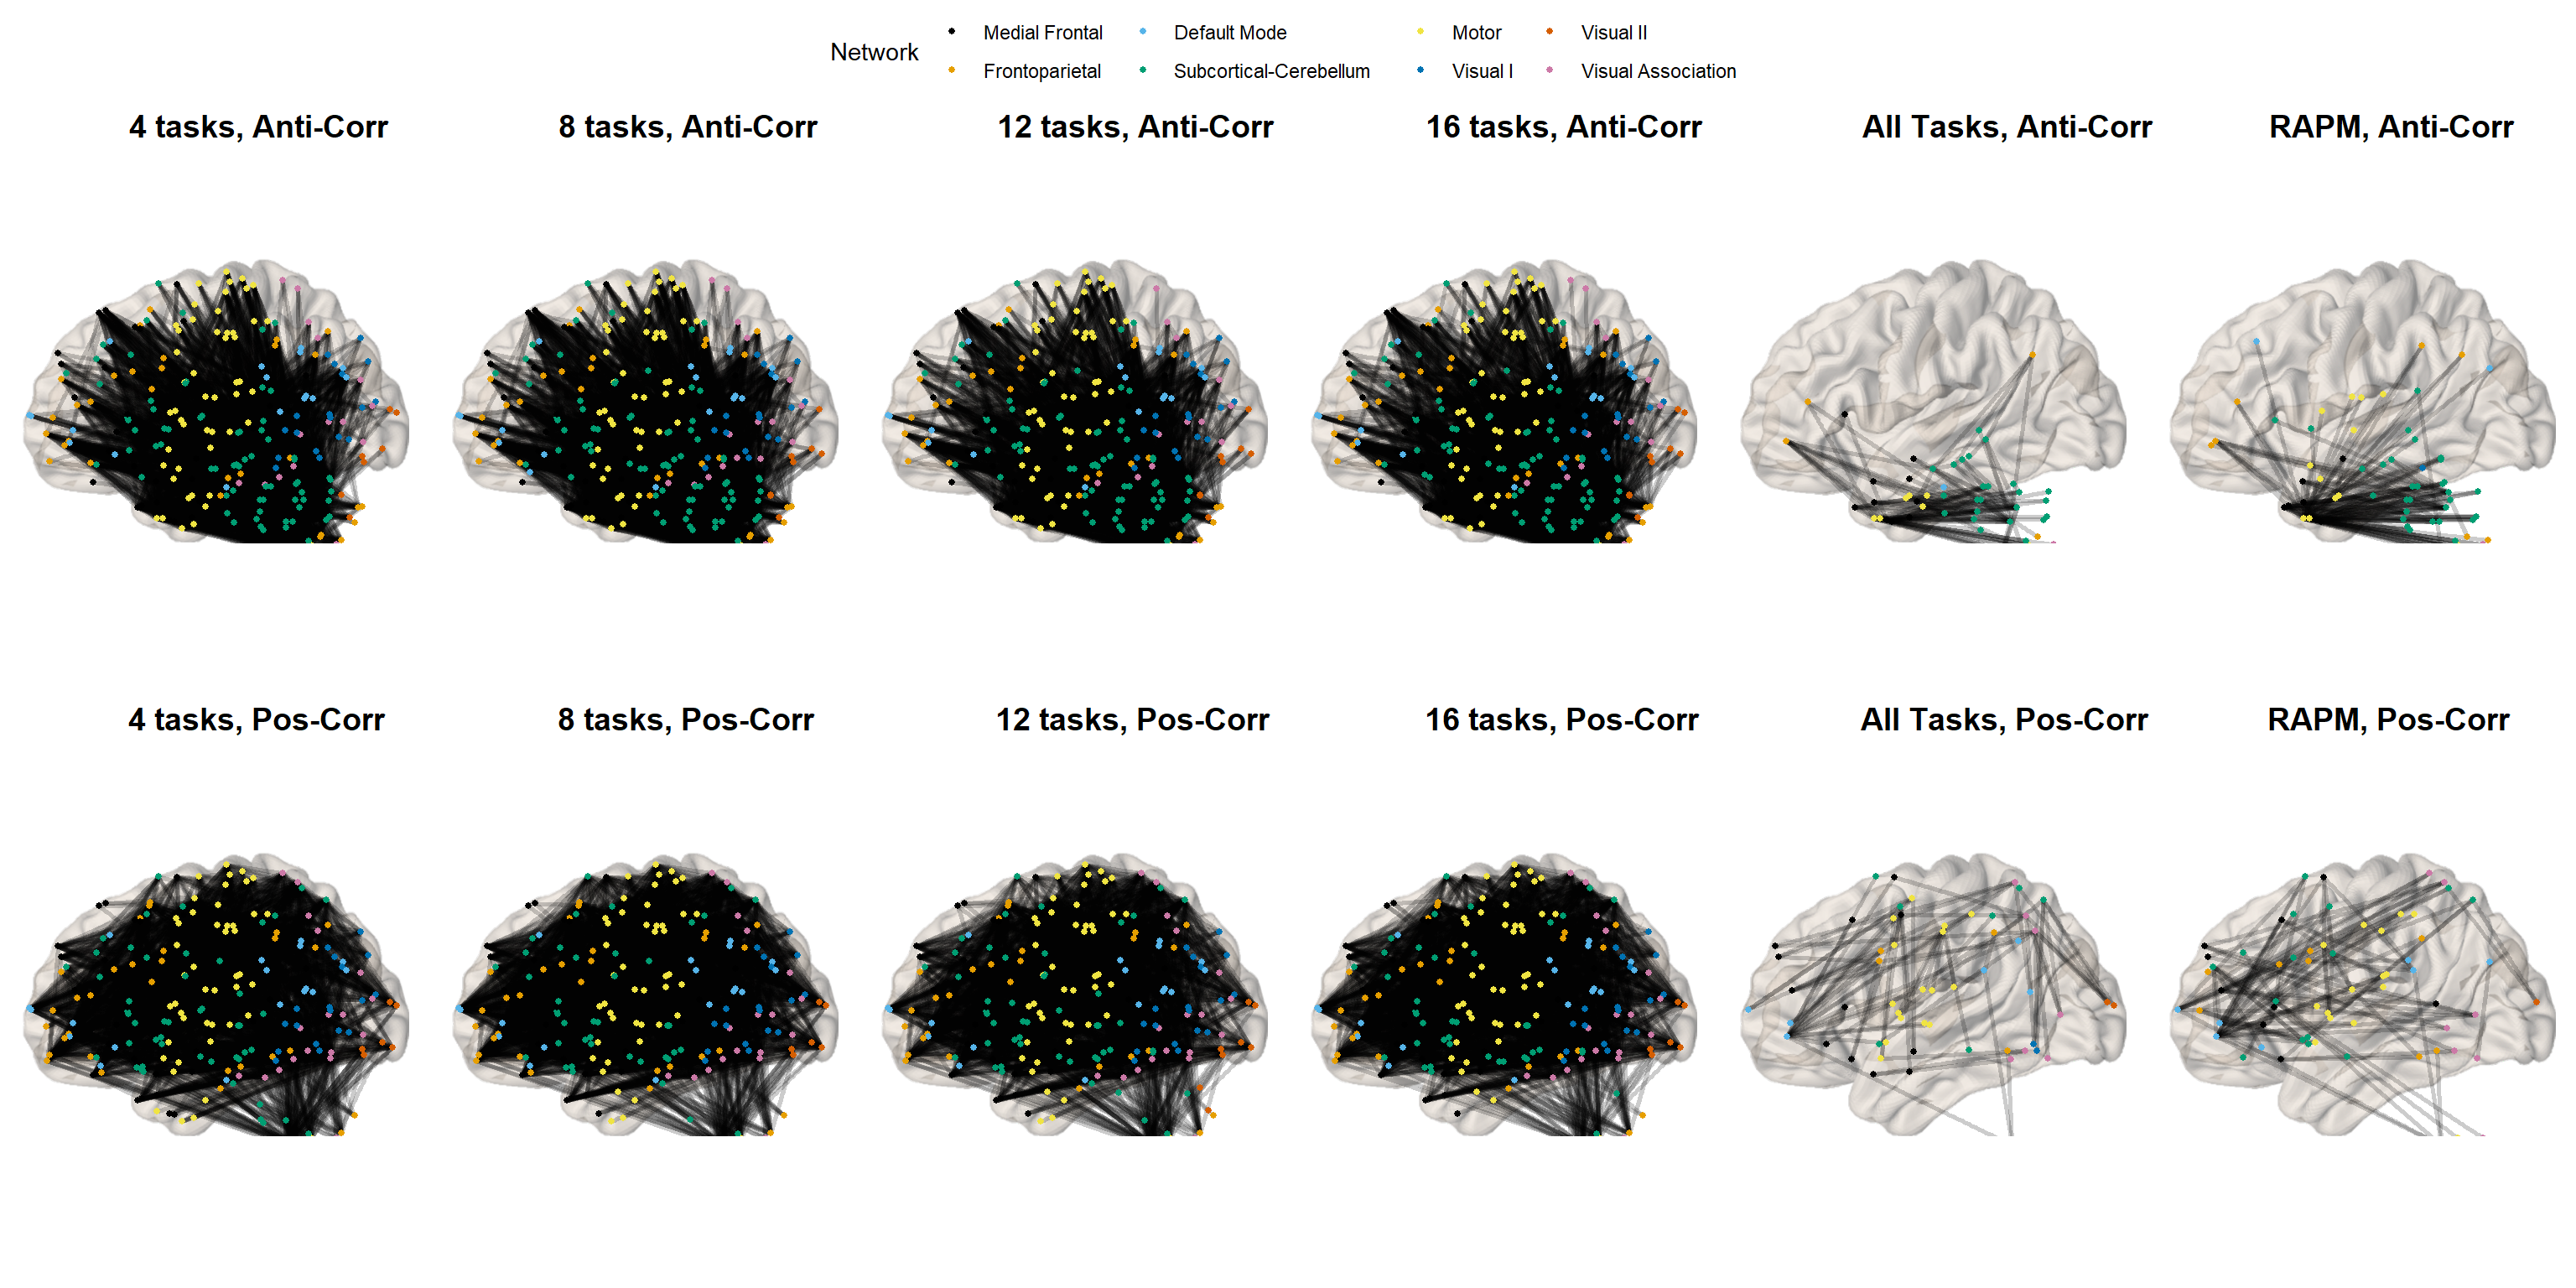 Network
Medial Frontal Default Mode Motor Visual II
Frontoparietal Subcortical-Cerebellum Visual I Visual Association
4 tasks, Anti-Corr 8 tasks, Anti-Corr 12 tasks, Anti-Corr 16 tasks, Anti-Corr All Tasks, Anti-Corr RAPM, Anti-Corr
4 tasks, Pos-Corr 8 tasks, Pos-Corr 12 tasks, Pos-Corr 16 tasks, Pos-Corr All Tasks, Pos-Corr RAPM, Pos-Corr